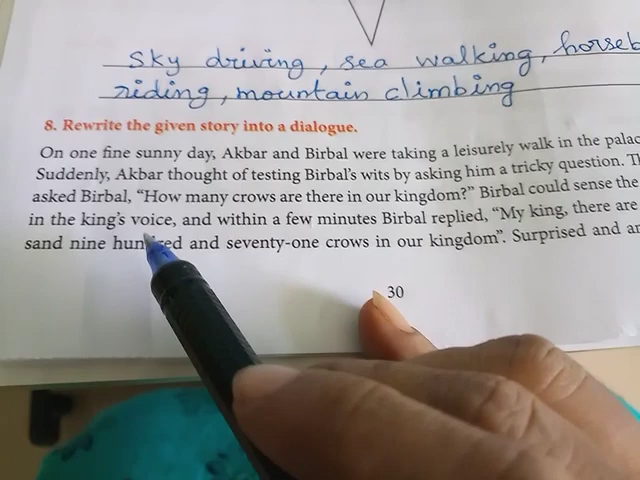 Sky driving, sea walking, horseb
riding, mountain climbing
8. Rewrite the given story into a dialogue.
On one fine sunny day, Akbar and Birbal were taking a leisurely walk in the palac
Suddenly, Akbar thought of testing Birbal's wits by asking him a tricky question. Th
asked Birbal, “How many crows are there in our kingdom?” Birbal could sense the
in the king's voice, and within a few minutes Birbal replied, “My king, there are
sand nine hundred and seventy-one crows in our kingdom”. Surprised and
30